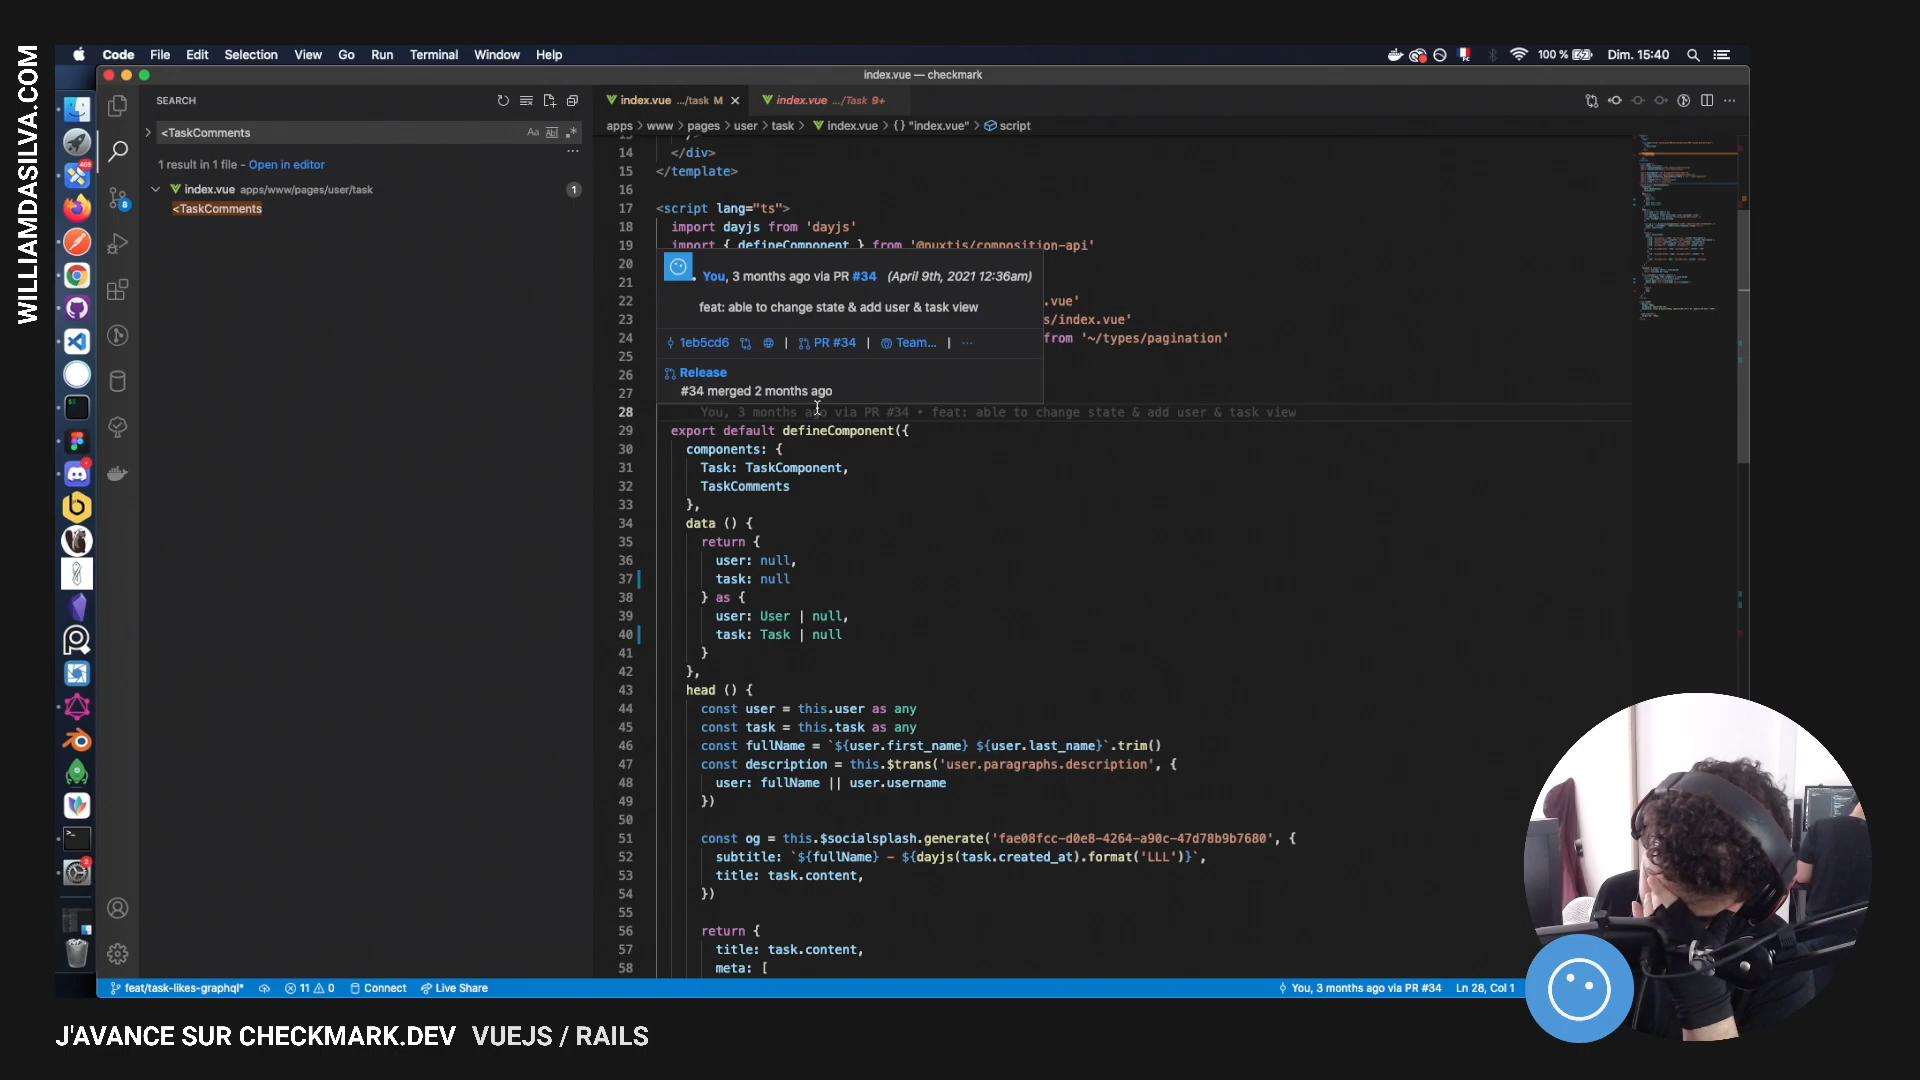 WILLIAMDASILVA.COM
Code File Edit Selection View Go Run Terminal Window Help
100 % Dim. 15:40
index.vue — checkmark
SEARCH
<TaskComments
Aa Abl .*
1 result in 1 file - Open in editor
index.vue apps/www/pages/user/task 1
<TaskComments
index.vue .../task M
index.vue .../Task 9+
apps > www > pages > user > task > index.vue > {} "index.vue" > script
14 </div>
15 </template>
16
17 <script lang="ts">
18 import dayjs from 'dayjs'
19 import { defineComponent } from '@nuxtjs/composition-api'
20
21
22 .vue'
23 s/index.vue'
24 from '~/types/pagination'
25
26
27
You, 3 months ago via PR #34 (April 9th, 2021 12:36am)
feat: able to change state & add user & task view
1eb5cd6 | PR #34 | Team... | ...
Release
#34 merged 2 months ago
28 You, 3 months ago via PR #34 • feat: able to change state & add user & task view
29 export default defineComponent({
30 components: {
31 Task: TaskComponent,
32 TaskComments
33 },
34 data () {
35 return {
36 user: null,
37 task: null
38 } as {
39 user: User | null,
40 task: Task | null
41 }
42 },
43 head () {
44 const user = this.user as any
45 const task = this.task as any
46 const fullName = `${user.first_name} ${user.last_name}`.trim()
47 const description = this.$trans('user.paragraphs.description', {
48 user: fullName || user.username
49 })
50
51 const og = this.$socialsplash.generate('fae08fcc-d0e8-4264-a90c-47d78b9b7680', {
52 subtitle: `${fullName} - ${dayjs(task.created_at).format('LLL')}`,
53 title: task.content,
54 })
55
56 return {
57 title: task.content,
58 meta: [
feat/task-likes-graphql* 11 0 Connect Live Share
You, 3 months ago via PR #34 Ln 28, Col 1
J'AVANCE SUR CHECKMARK.DEV VUEJS / RAILS